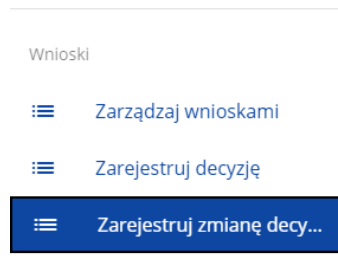 Wnioski
Zarządzaj wnioskami
Zarejestruj decyzję
Zarejestruj zmianę decy...